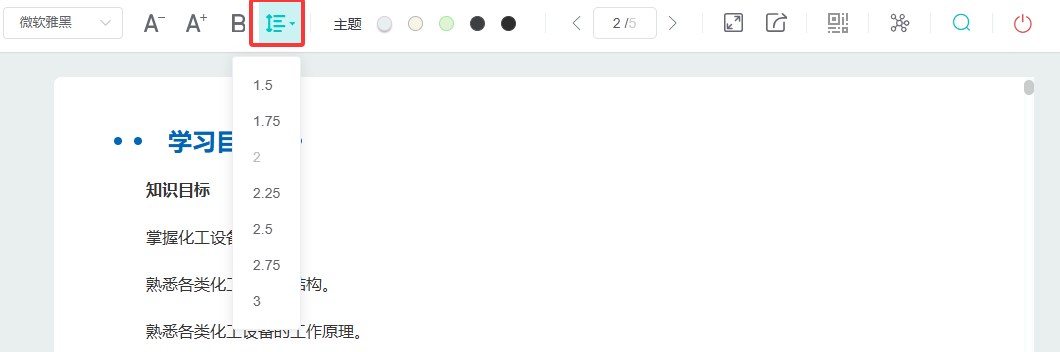 微软雅黑 A− A+ B 主题 2 /5
1.5
1.75
学习目
2
知识目标
2.25
掌握化工设
2.5
2.75
熟悉各类化工 结构。
3
熟悉各类化工设备的工作原理。